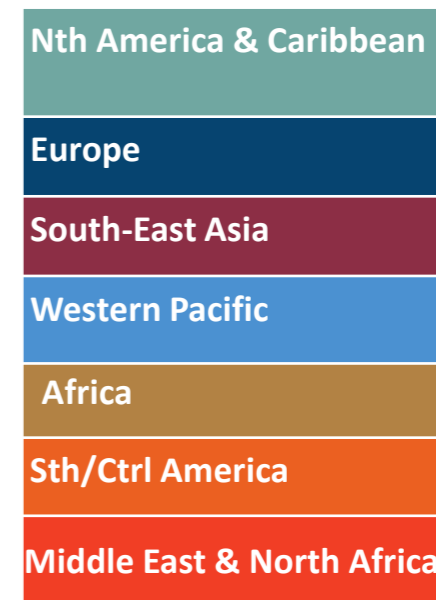 Nth America & Caribbean
Europe
South-East Asia
Western Pacific
Africa
Sth/Ctrl America
Middle East & North Africa